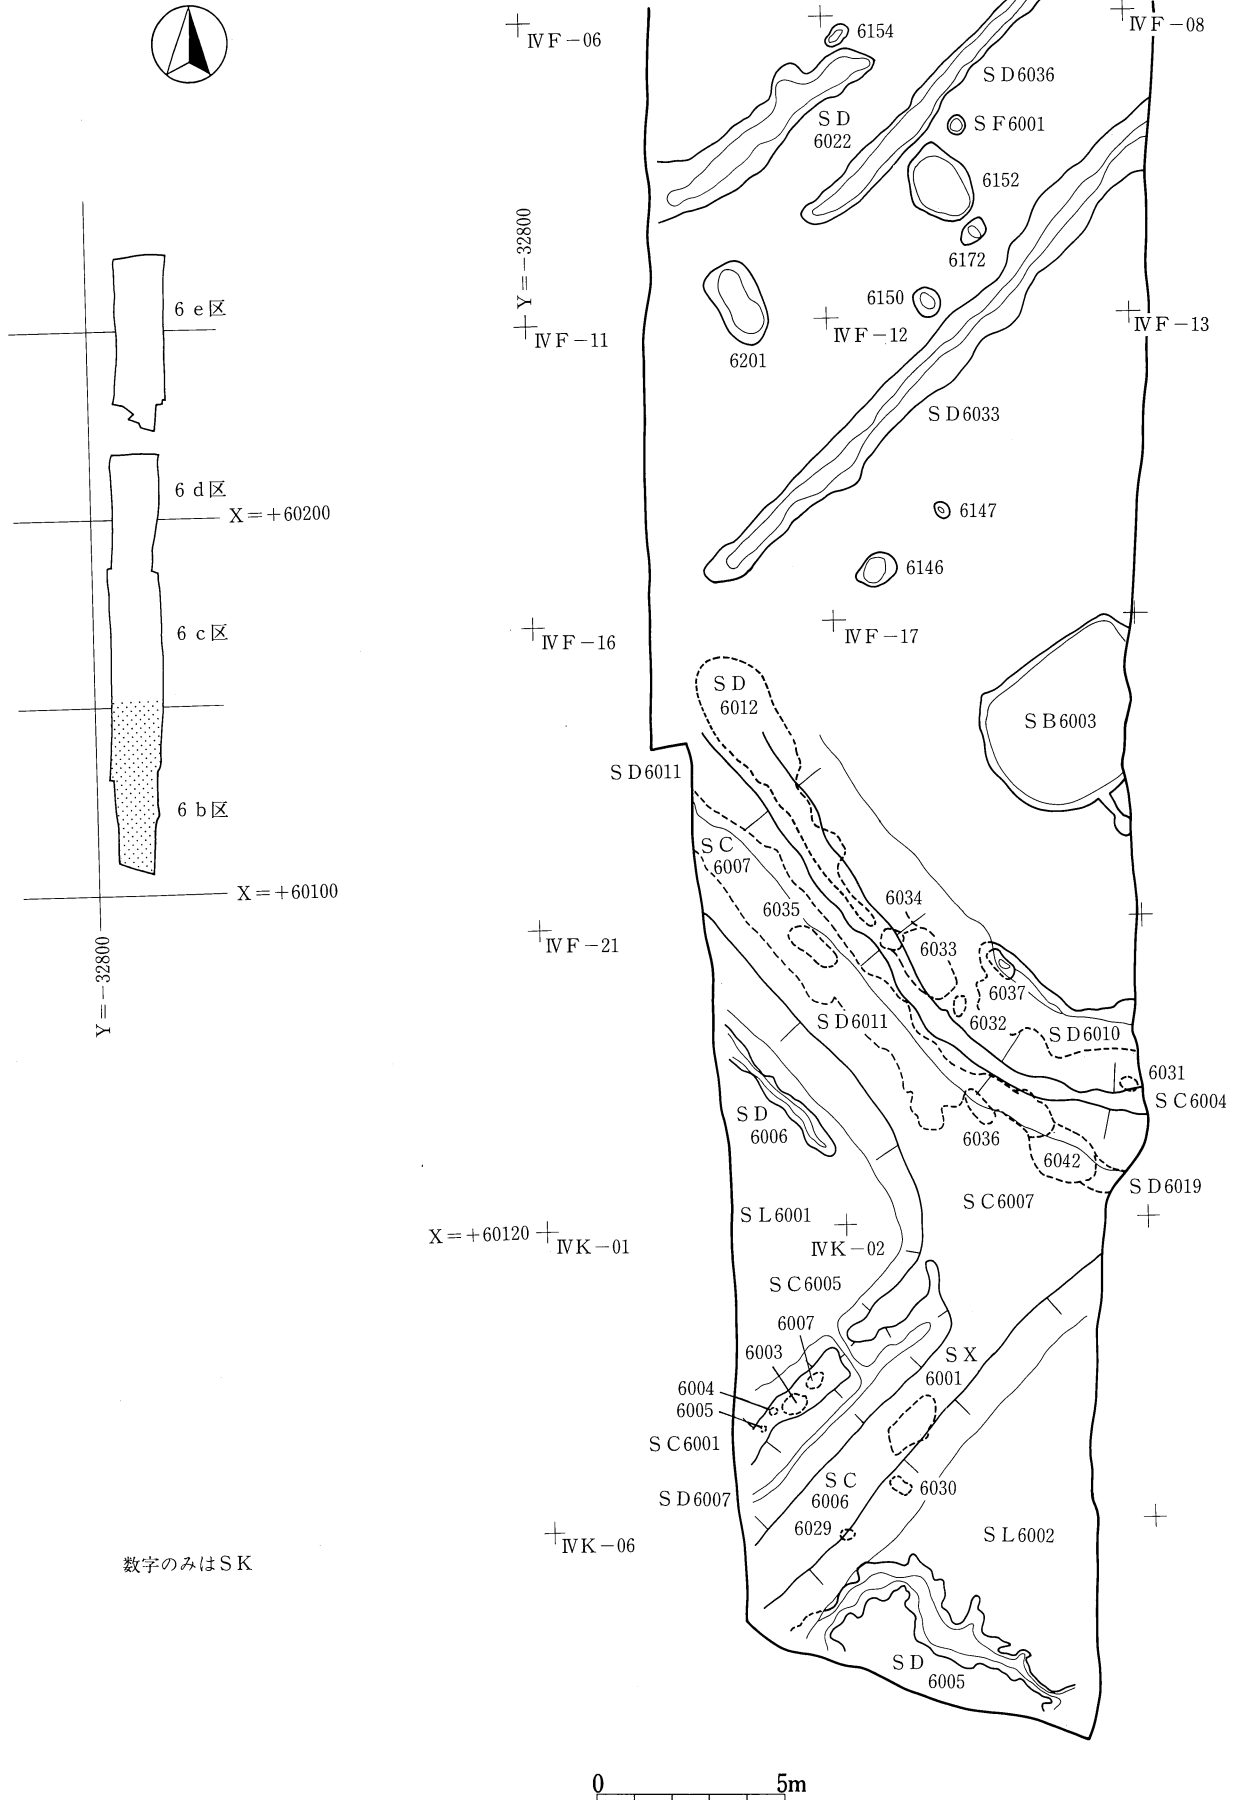 ⅣF-06
6154
ⅣF-08
SD6036
SD
6022
SF6001
6152
Y=-32800
6172
6150
6e区
ⅣF-11
ⅣF-12
ⅣF-13
6201
SD6033
6d区
X=+60200
6147
6146
6c区
ⅣF-16
ⅣF-17
SD
6012
SB6003
SD6011
6b区
SC
6007
X=+60100
6035
6034
ⅣF-21
6033
Y=-32800
6037
6032
SD6011
SD6010
6031
SC6004
SD
6006
6036
6042
SD6019
SC6007
SL6001
X=+60120
ⅣK-01
ⅣK-02
SC6005
6007
6003
SX
6001
6004
6005
SC6001
SC
6006
6030
SD6007
6029
SL6002
ⅣK-06
数字のみはSK
SD
6005
0
5m